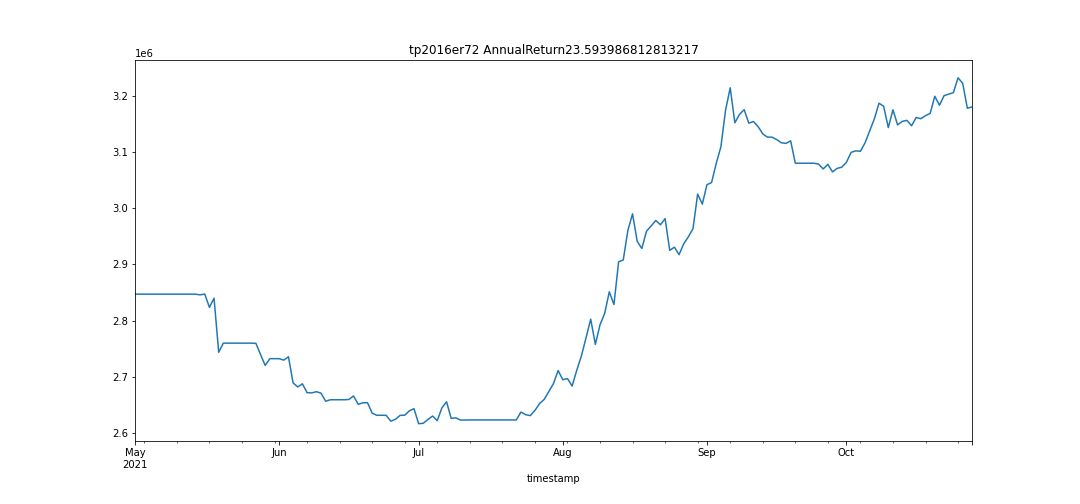 tp2016er72 AnnualReturn23.593986812813217
1e6
3.2
3.1
3.0
2.9
2.8
2.7
2.6
May Jun Jul Aug Sep Oct
2021
timestamp